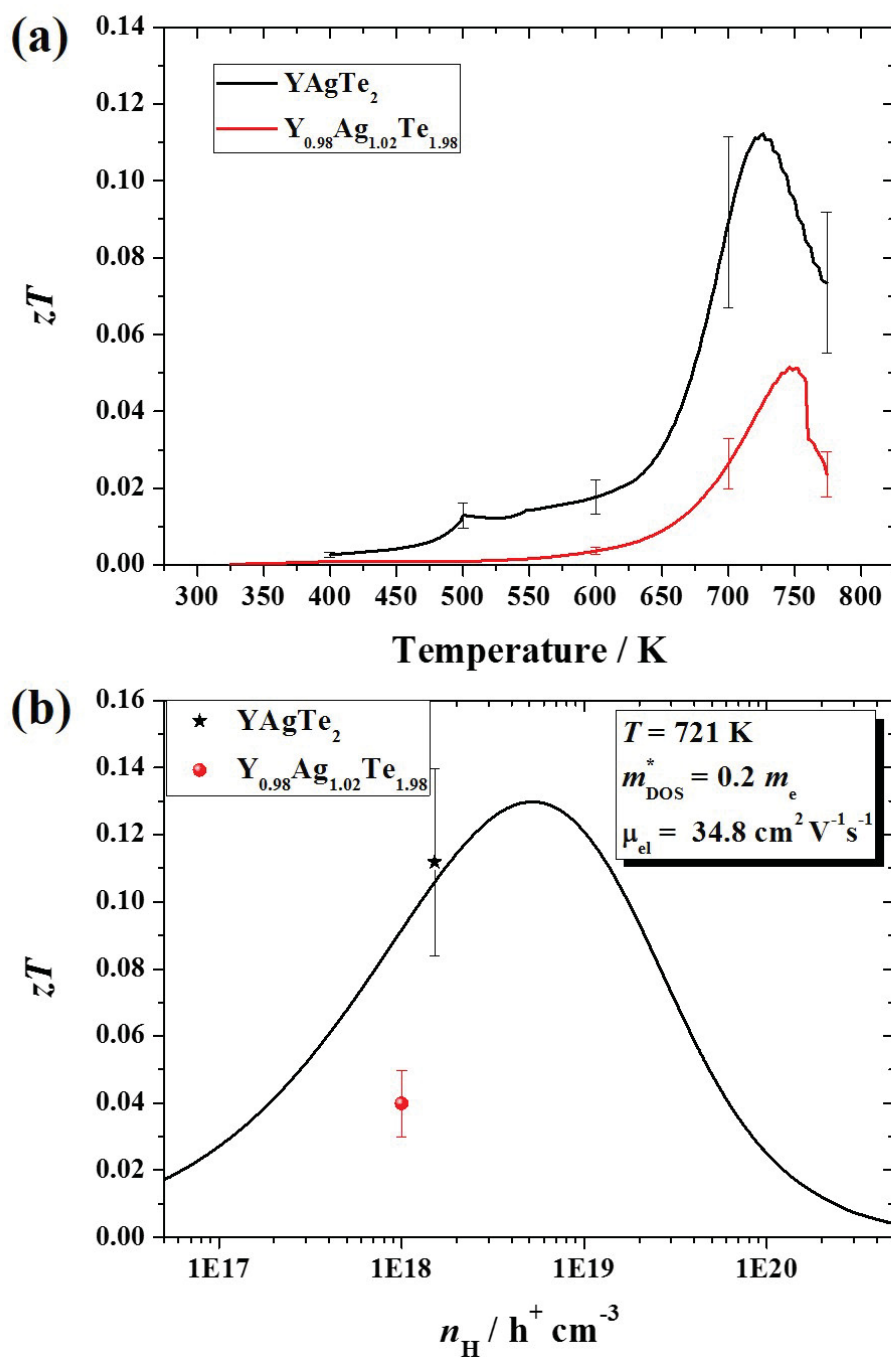 (a)
0.14
0.12
0.10
0.08
0.06
0.04
0.02
0.00
zT
YAgTe₂
Y₀.₉₈Ag₁.₀₂Te₁.₉₈
300 350 400 450 500 550 600 650 700 750 800
Temperature / K
(b)
0.16
0.14
0.12
0.10
0.08
0.06
0.04
0.02
0.00
zT
YAgTe₂
Y₀.₉₈Ag₁.₀₂Te₁.₉₈
T = 721 K
m*DOS = 0.2 mₑ
μel = 34.8 cm² V⁻¹s⁻¹
1E17 1E18 1E19 1E20
nH / h⁺ cm⁻³